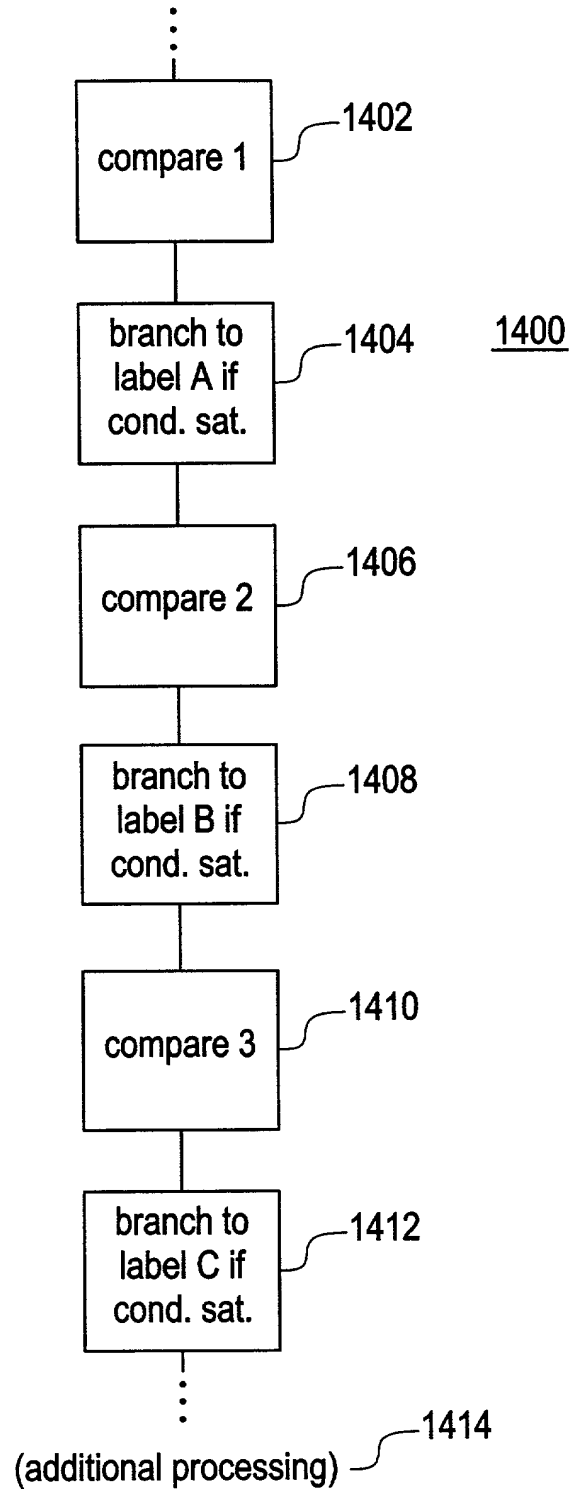 compare 1
1402
branch to
label A if
cond. sat.
1404
1400
compare 2
1406
branch to
label B if
cond. sat.
1408
compare 3
1410
branch to
label C if
cond. sat.
1412
(additional processing)
1414